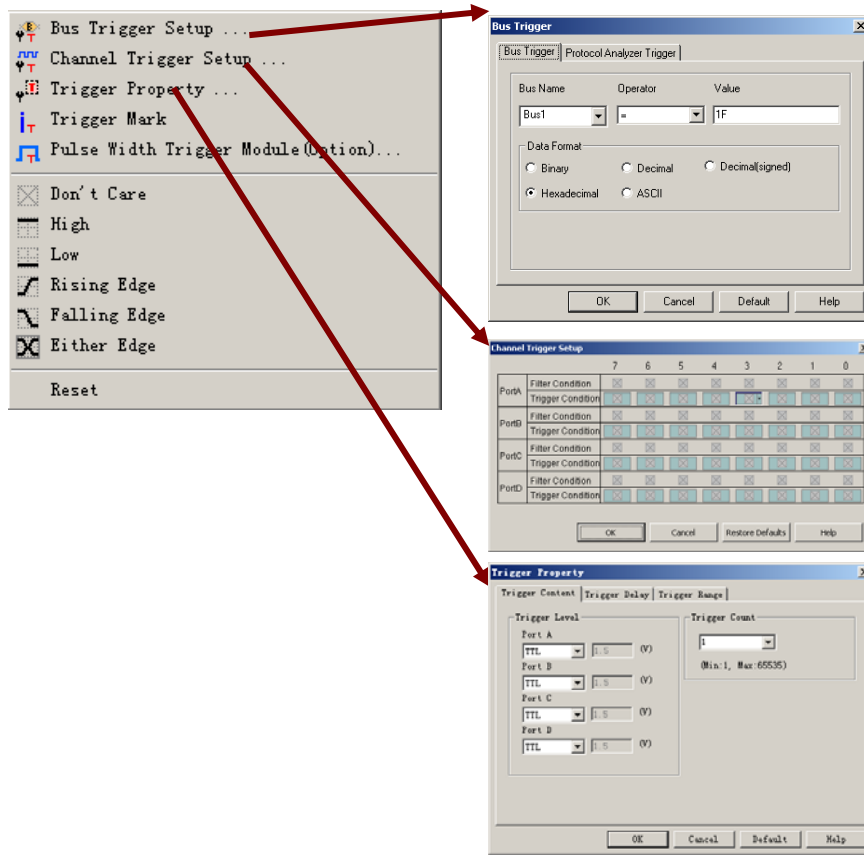 Bus Trigger Setup ...
Channel Trigger Setup ...
Trigger Property ...
Trigger Mark
Pulse Width Trigger Module(Option)...
Don't Care
High
Low
Rising Edge
Falling Edge
Either Edge
Reset
Bus Trigger
Bus Trigger Protocol Analyzer Trigger
Bus Name Operator Value
Bus1 = 1F
Data Format
Binary Decimal Decimal(signed)
Hexadecimal ASCII
OK Cancel Default Help
Channel Trigger Setup
7 6 5 4 3 2 1 0
PortA Filter Condition
Trigger Condition
PortB Filter Condition
Trigger Condition
PortC Filter Condition
Trigger Condition
PortD Filter Condition
Trigger Condition
OK Cancel Restore Defaults Help
Trigger Property
Trigger Content Trigger Delay Trigger Range
Trigger Level Trigger Count
Port A
TTL 1.5 (V) 1
(Min:1, Max:65535)
Port B
TTL 1.5 (V)
Port C
TTL 1.5 (V)
Port D
TTL 1.5 (V)
OK Cancel Default Help